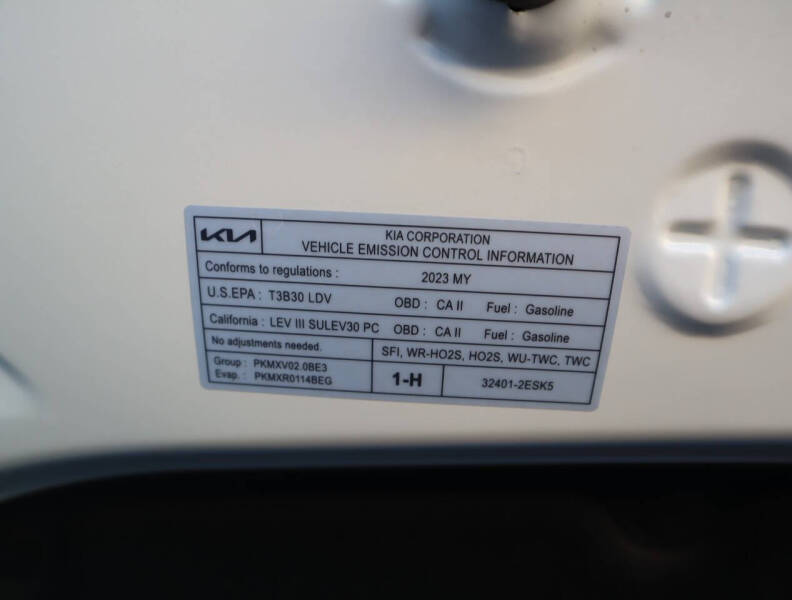 KIA KIA CORPORATION
VEHICLE EMISSION CONTROL INFORMATION
Conforms to regulations : 2023 MY
U.S.EPA : T3B30 LDV OBD : CA II Fuel : Gasoline
California : LEV III SULEV30 PC OBD : CA II Fuel : Gasoline
No adjustments needed. SFI, WR-HO2S, HO2S, WU-TWC, TWC
Group : PKMXV02.0BE3
Evap. : PKMXR0114BEG
1-H 32401-2ESK5